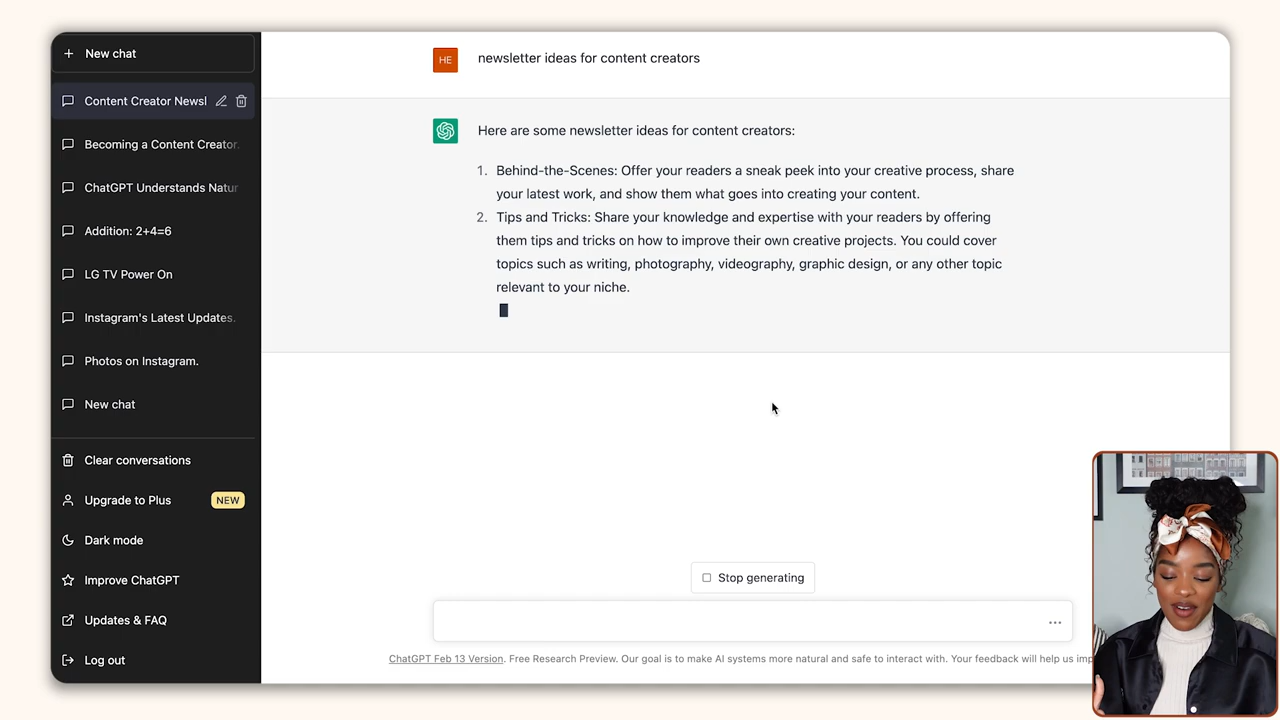 New chat
Content Creator Newsl
Becoming a Content Creator.
ChatGPT Understands Natur
Addition: 2+4=6
LG TV Power On
Instagram's Latest Updates.
Photos on Instagram.
New chat
Clear conversations
Upgrade to Plus NEW
Dark mode
Improve ChatGPT
Updates & FAQ
Log out
HE newsletter ideas for content creators
Here are some newsletter ideas for content creators:
1. Behind-the-Scenes: Offer your readers a sneak peek into your creative process, share
your latest work, and show them what goes into creating your content.
2. Tips and Tricks: Share your knowledge and expertise with your readers by offering
them tips and tricks on how to improve their own creative projects. You could cover
topics such as writing, photography, videography, graphic design, or any other topic
relevant to your niche.
Stop generating
ChatGPT Feb 13 Version. Free Research Preview. Our goal is to make AI systems more natural and safe to interact with. Your feedback will help us imp